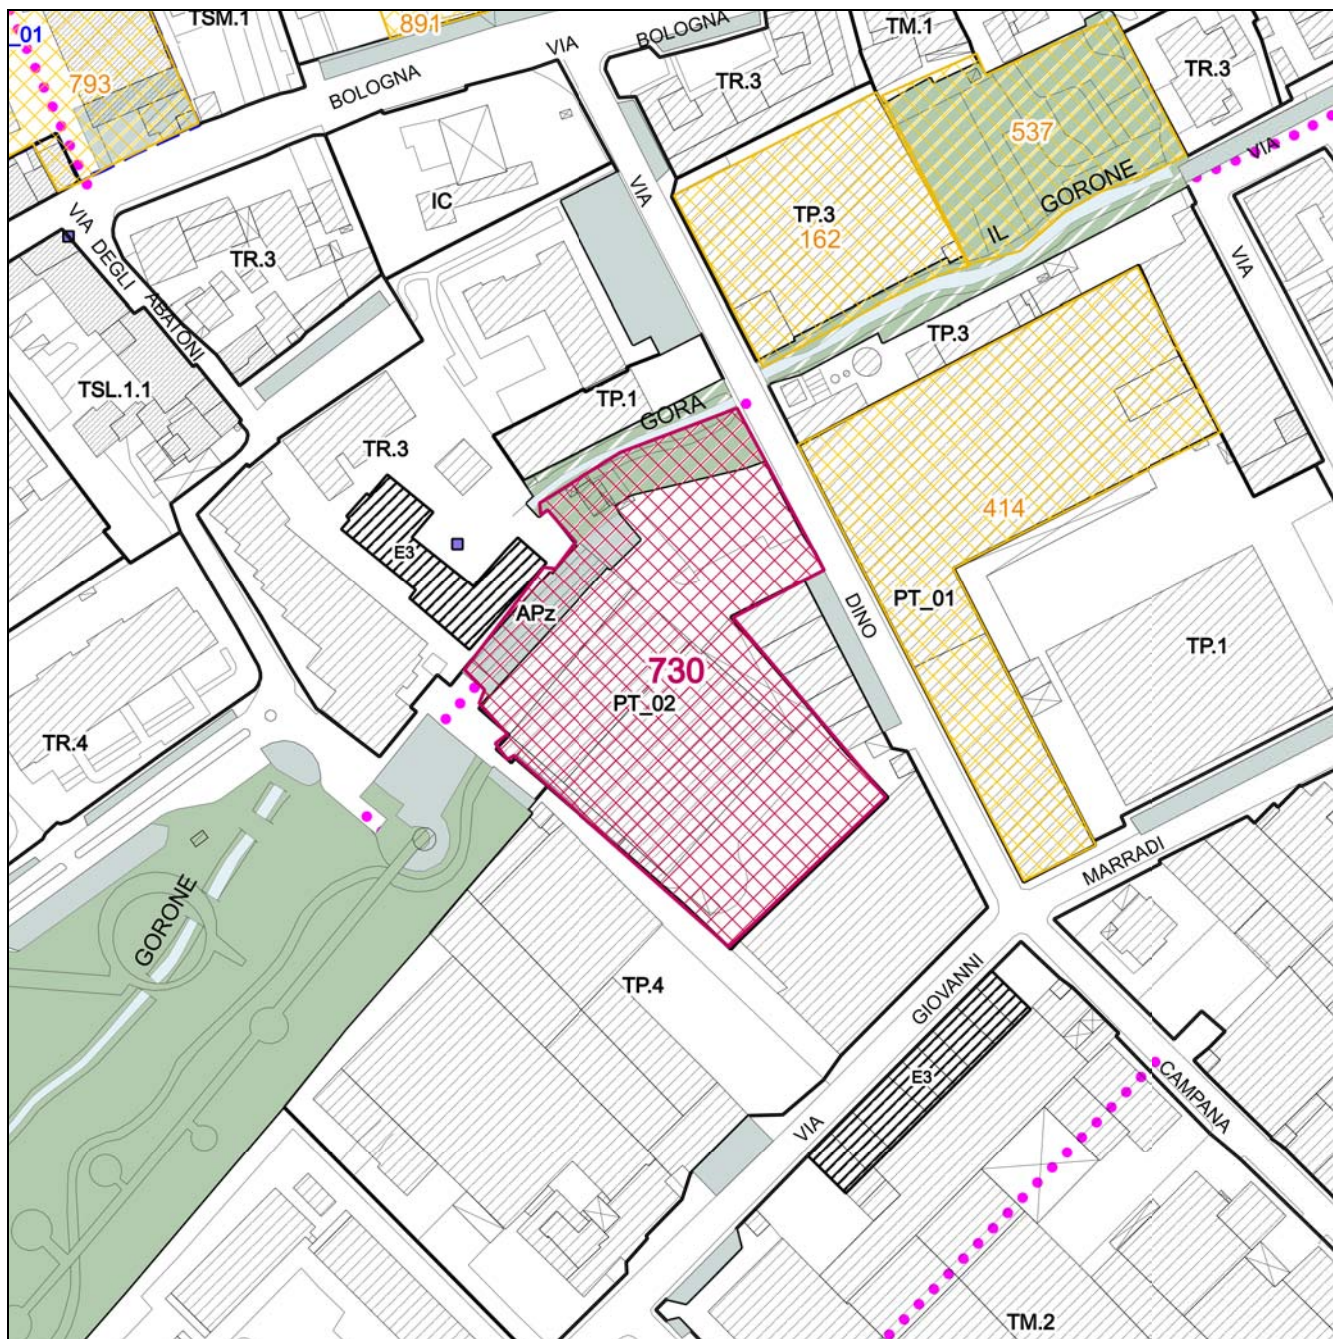 _01
793
TSM.1
891
BOLOGNA
VIA
BOLOGNA
TR.3
TM.1
TR.3
537
VIA
IC
VIA
TP.3
162
GORONE
IL
VIA
VIA
DEGLI
ABATONI
TR.3
TSL.1.1
TP.3
TP.1
GORA
TR.3
E3
414
APz
DINO
PT_01
TP.1
730
PT_02
TR.4
MARRADI
GORONE
TP.4
GIOVANNI
E3
VIA
CAMPANA
TM.2